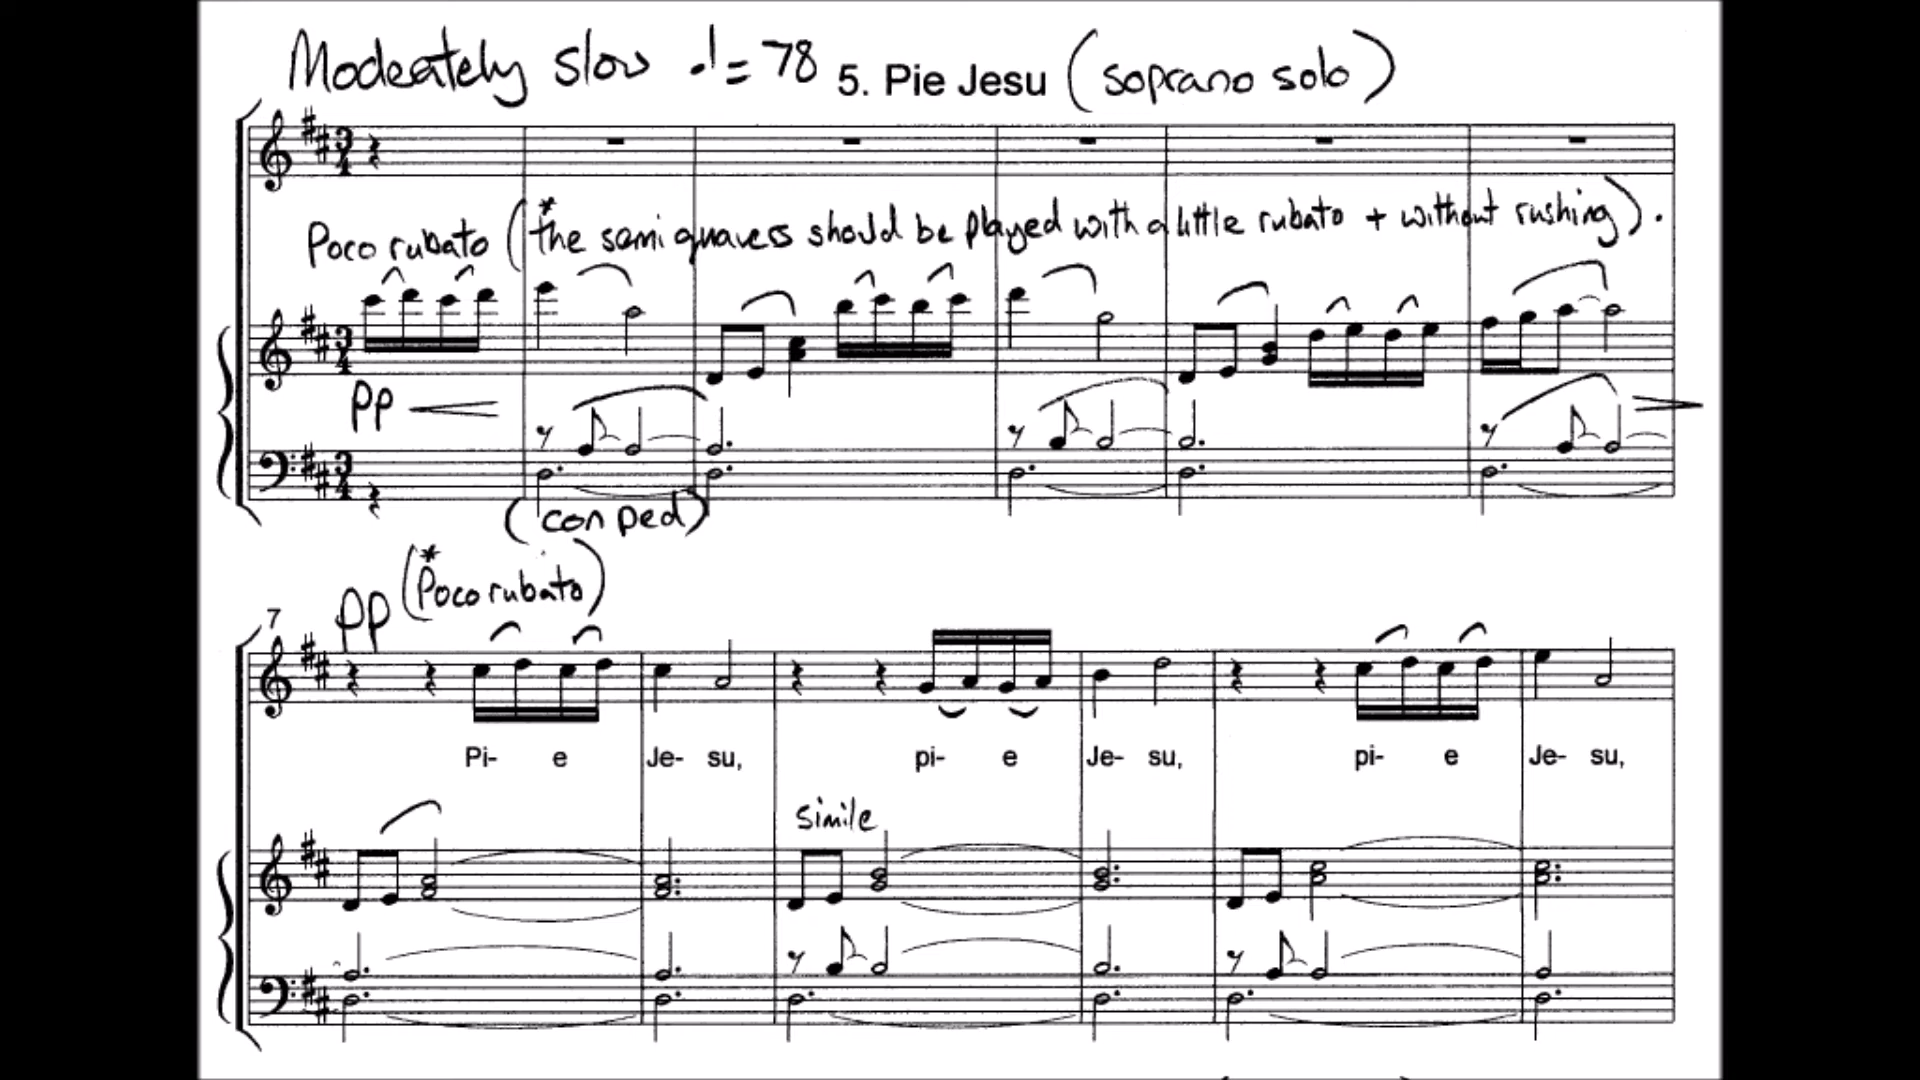 Modeately slow ♩= 78 5. Pie Jesu (soprano solo)
Poco rubato (*the semiquavers should be played with a little rubato + without rushing).
pp
(con ped)
pp (*Poco rubato)
7
Pi- e Je- su, pi- e Je- su, pi- e Je- su,
simile